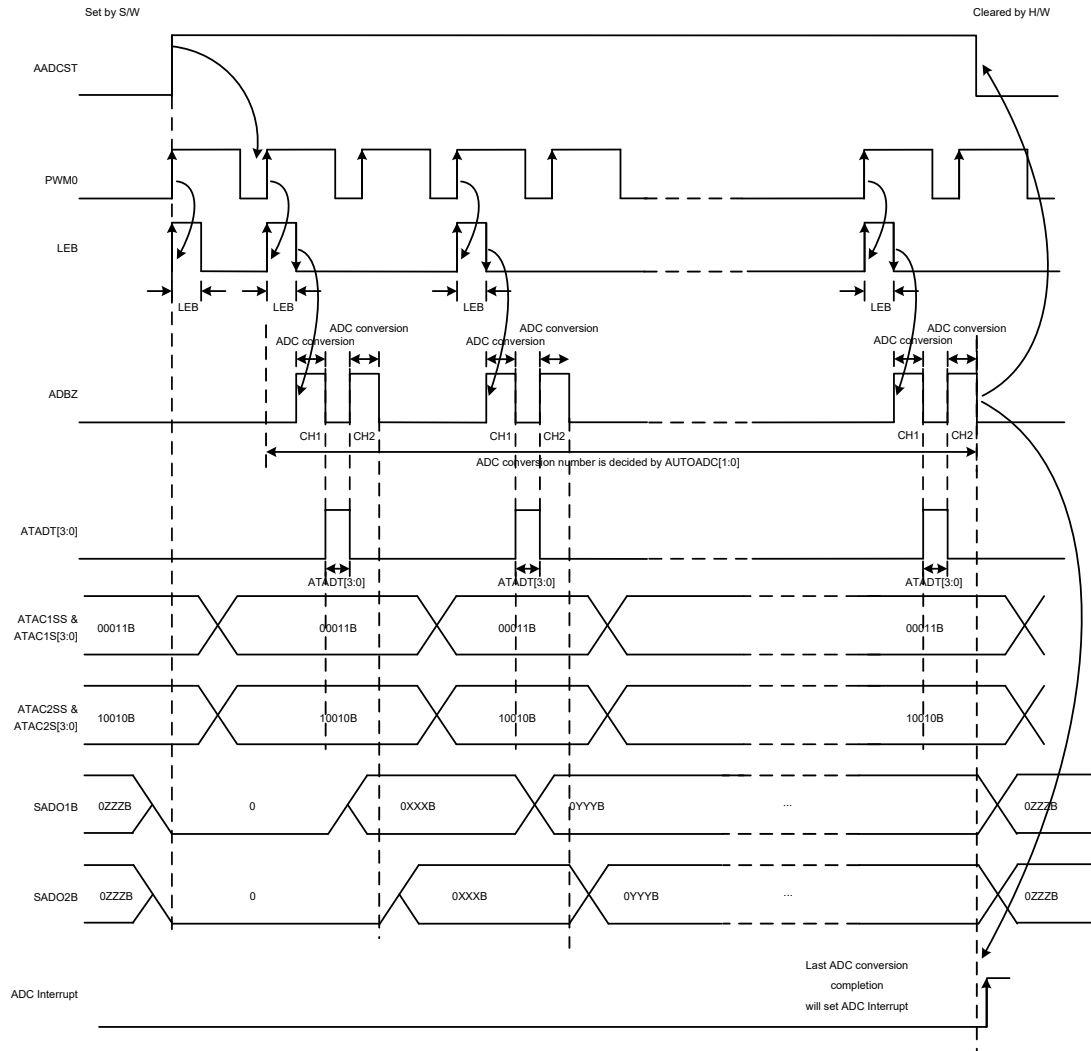 Set by S/W
Cleared by H/W
AADCST
PWM0
LEB
LEB
LEB
LEB
LEB
ADC conversion
ADC conversion
ADC conversion
ADC conversion
ADC conversion
ADC conversion
ADBZ
CH1
CH2
CH1
CH2
CH1
CH2
ADC conversion number is decided by AUTOADC[1:0]
ATADT[3:0]
ATADT[3:0]
ATADT[3:0]
ATADT[3:0]
ATAC1SS &
ATAC1S[3:0]
00011B
00011B
00011B
00011B
ATAC2SS &
ATAC2S[3:0]
10010B
10010B
10010B
10010B
SADO1B
0ZZZB
0
0XXXB
0YYYB
...
0ZZZB
SADO2B
0ZZZB
0
0XXXB
0YYYB
...
0ZZZB
Last ADC conversion
completion
will set ADC Interrupt
ADC Interrupt